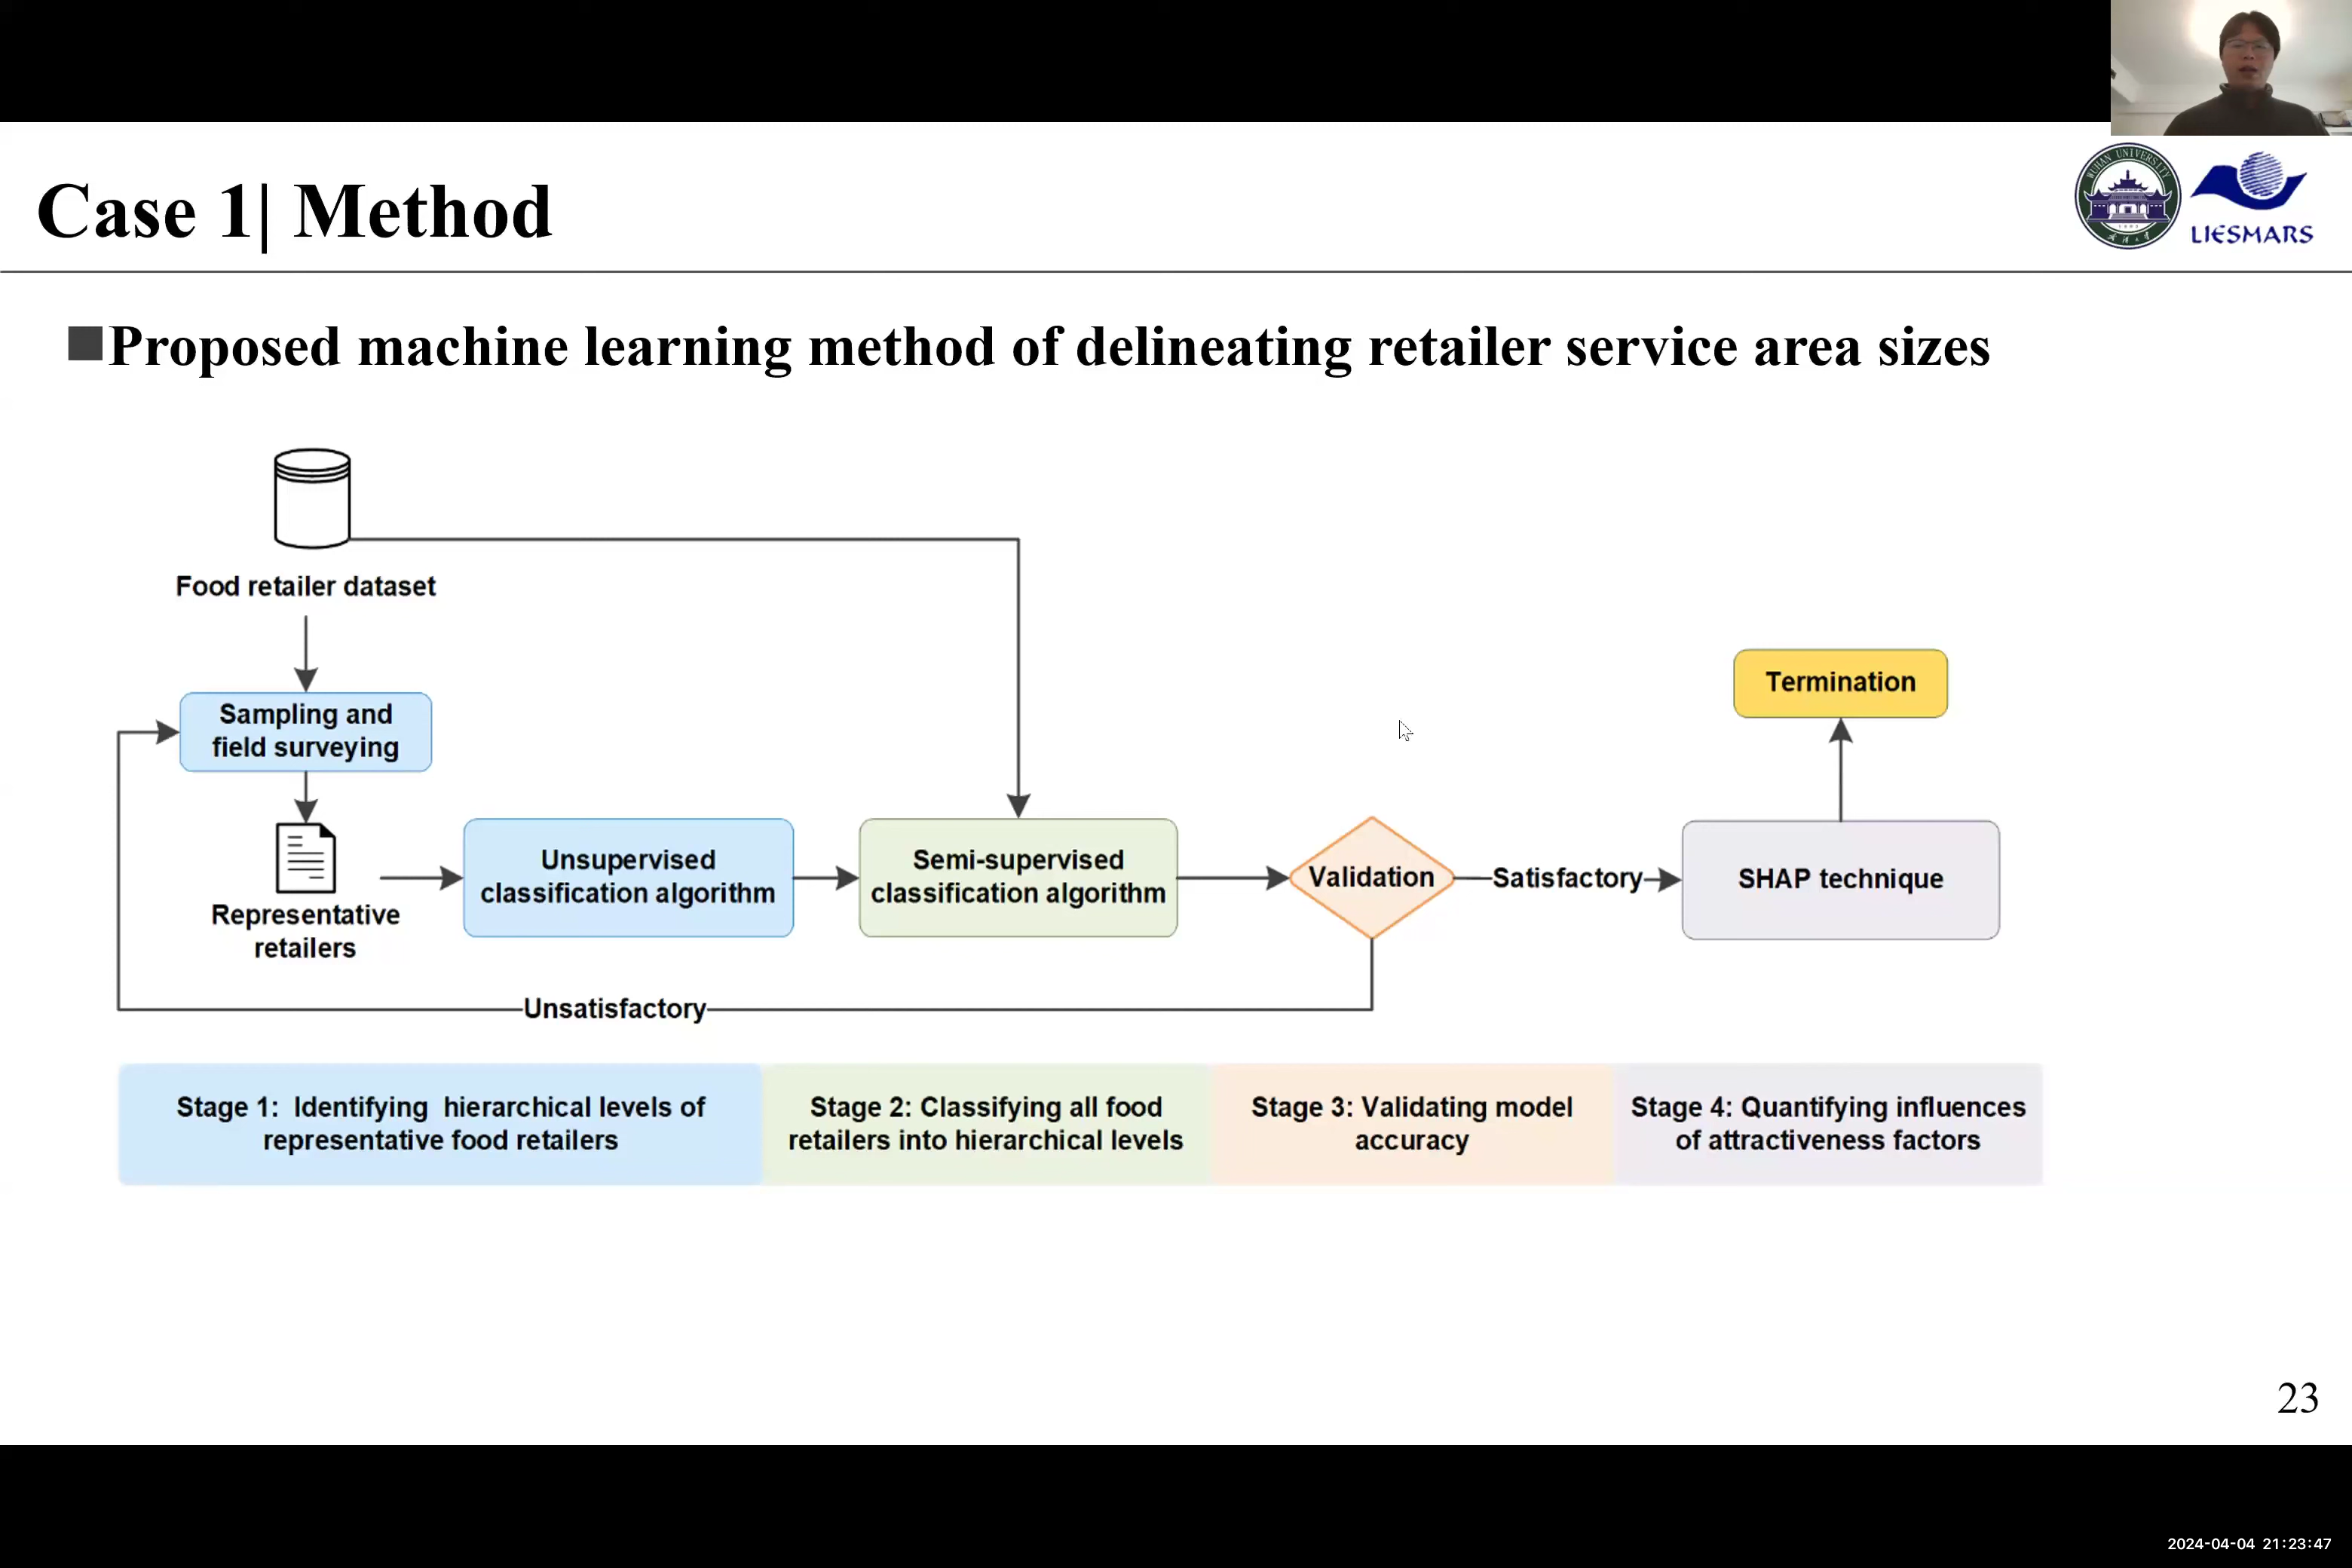 Case 1| Method
WUHAN UNIVERSITY
LIESMARS
Proposed machine learning method of delineating retailer service area sizes
Food retailer dataset
Sampling and
field surveying
Representative
retailers
Unsupervised
classification algorithm
Semi-supervised
classification algorithm
Validation
Satisfactory
SHAP technique
Termination
Unsatisfactory
Stage 1: Identifying hierarchical levels of
representative food retailers
Stage 2: Classifying all food
retailers into hierarchical levels
Stage 3: Validating model
accuracy
Stage 4: Quantifying influences
of attractiveness factors
23
2024-04-04 21:23:47